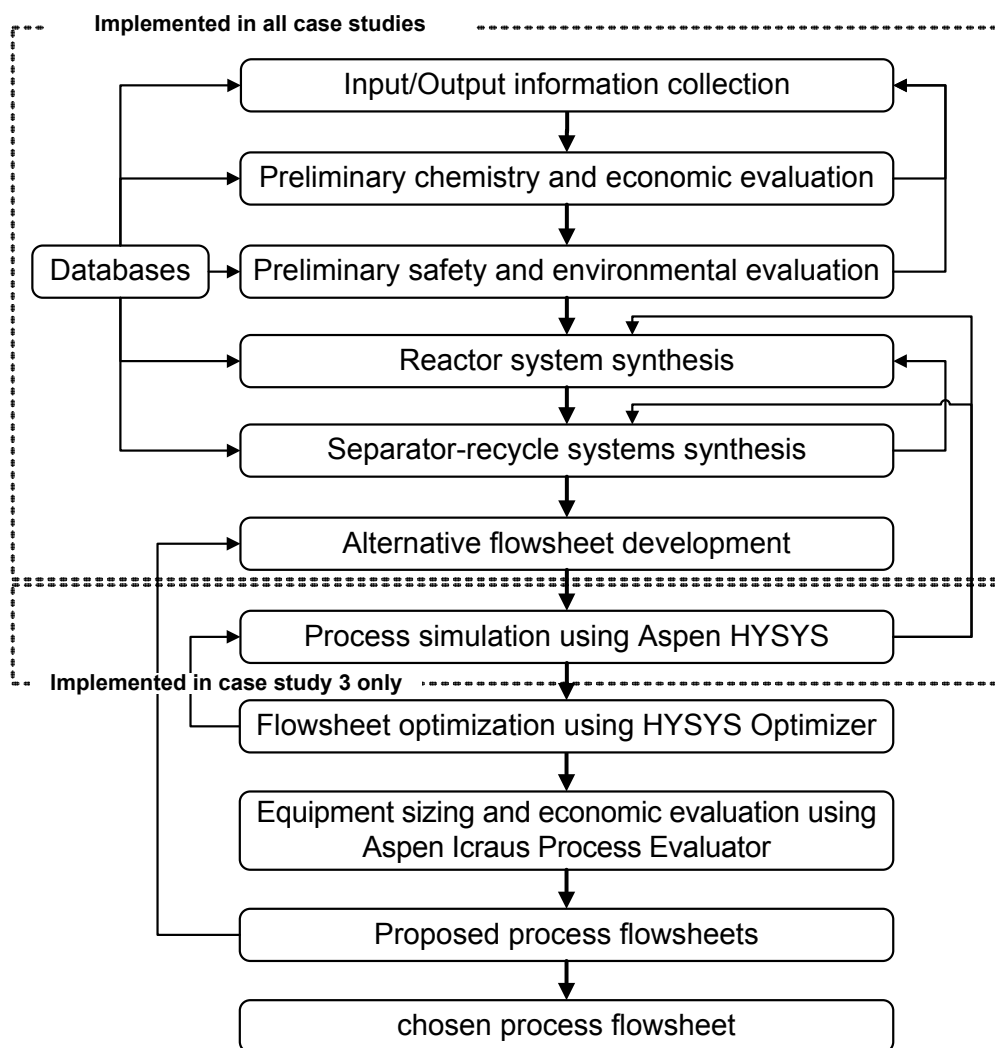 Implemented in all case studies
Input/Output information collection
Preliminary chemistry and economic evaluation
Databases
Preliminary safety and environmental evaluation
Reactor system synthesis
Separator-recycle systems synthesis
Alternative flowsheet development
Process simulation using Aspen HYSYS
Implemented in case study 3 only
Flowsheet optimization using HYSYS Optimizer
Equipment sizing and economic evaluation using
Aspen Icraus Process Evaluator
Proposed process flowsheets
chosen process flowsheet